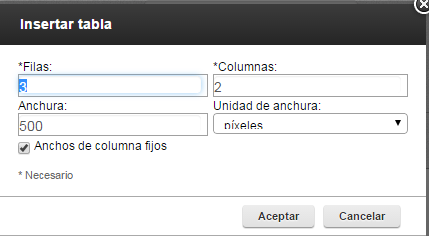 Insertar tabla
*Filas: *Columnas:
3 2
Anchura: Unidad de anchura:
500 píxeles
Anchos de columna fijos
* Necesario
Aceptar Cancelar